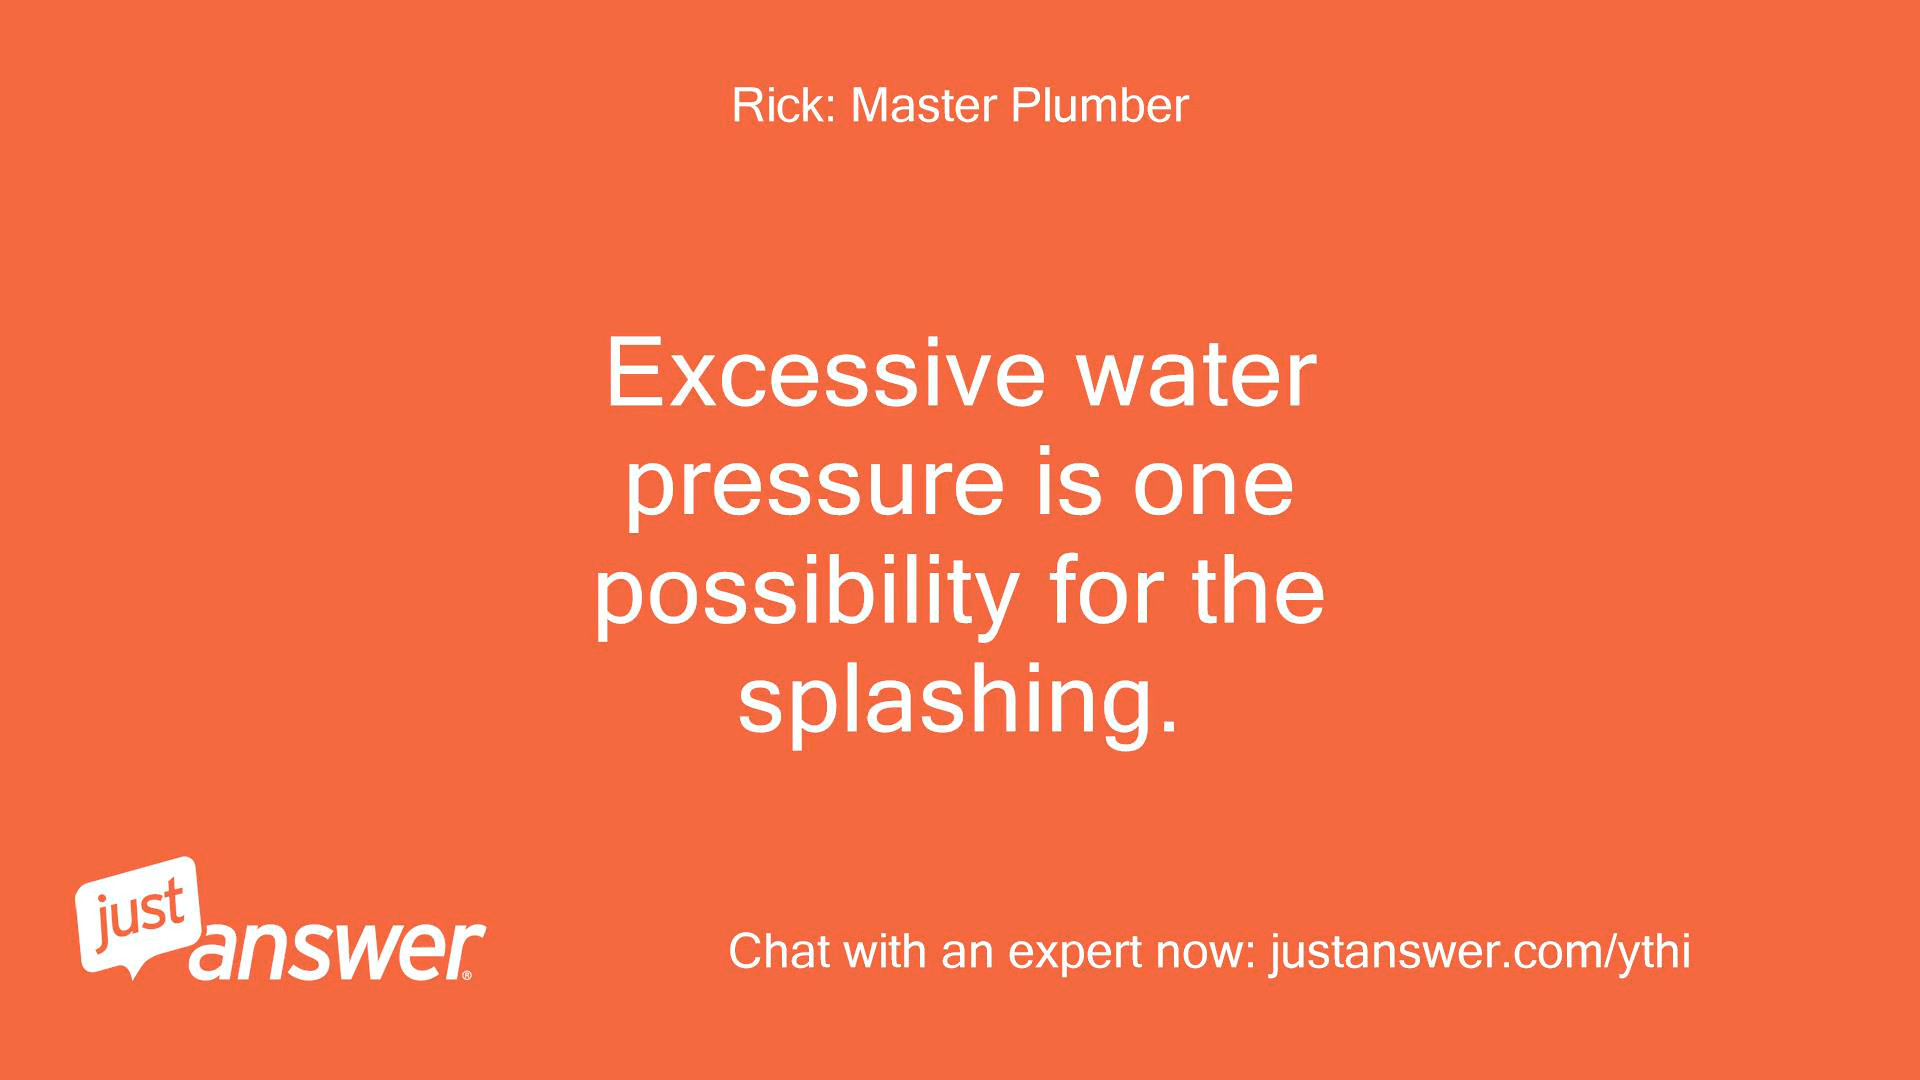 Rick: Master Plumber
Excessive water
pressure is one
possibility for the
splashing.
just
answer®
Chat with an expert now: justanswer.com/ythi